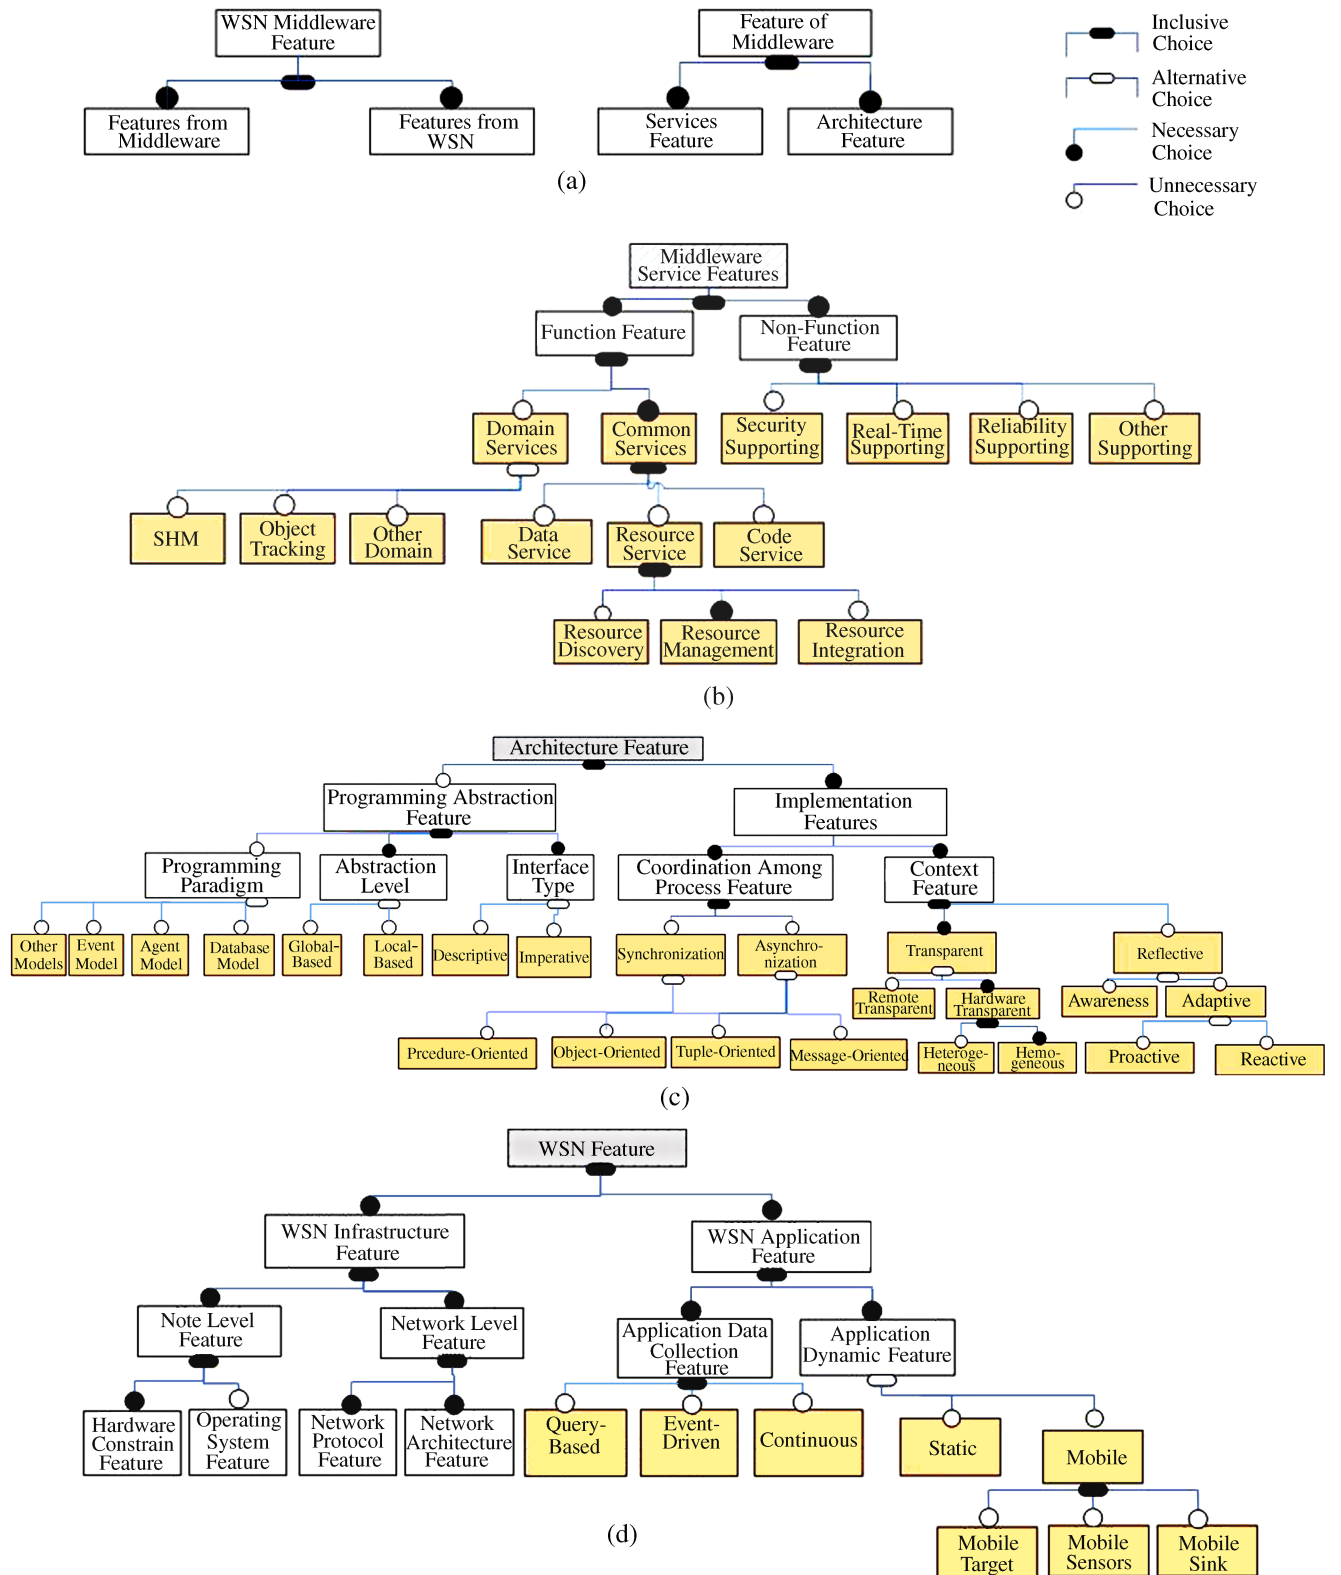 WSN Middleware
Feature
Features from
Middleware
Features from
WSN
Feature of
Middleware
Services
Feature
Architecture
Feature
Inclusive
Choice
Alternative
Choice
Necessary
Choice
Unnecessary
Choice
(a)
Middleware
Service Features
Function Feature
Non-Function
Feature
Domain
Services
Common
Services
Security
Supporting
Real-Time
Supporting
Reliability
Supporting
Other
Supporting
SHM
Object
Tracking
Other
Domain
Data
Service
Resource
Service
Code
Service
Resource
Discovery
Resource
Management
Resource
Integration
(b)
Architecture Feature
Programming Abstraction
Feature
Implementation
Features
Programming
Paradigm
Abstraction
Level
Interface
Type
Coordination Among
Process Feature
Context
Feature
Other
Models
Event
Model
Agent
Model
Database
Model
Global-
Based
Local-
Based
Descriptive
Imperative
Synchronization
Asynchro-
nization
Transparent
Reflective
Remote
Transparent
Hardware
Transparent
Awareness
Adaptive
Prcedure-Oriented
Object-Oriented
Tuple-Oriented
Message-Oriented
Heteroge-
neous
Hemo-
geneous
Proactive
Reactive
(c)
WSN Feature
WSN Infrastructure
Feature
WSN Application
Feature
Note Level
Feature
Network Level
Feature
Application Data
Collection
Feature
Application
Dynamic Feature
Hardware
Constrain
Feature
Operating
System
Feature
Network
Protocol
Feature
Network
Architecture
Feature
Query-
Based
Event-
Driven
Continuous
Static
Mobile
Mobile
Target
Mobile
Sensors
Mobile
Sink
(d)